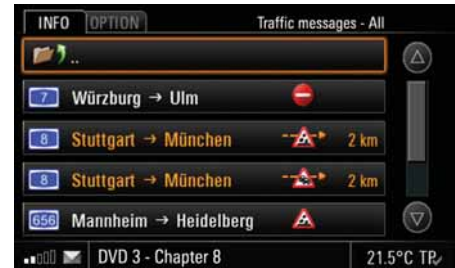 INFO OPTION Traffic messages - All
..
7 Würzburg → Ulm
8 Stuttgart → München 2 km
8 Stuttgart → München 2 km
656 Mannheim → Heidelberg
DVD 3 - Chapter 8 21.5°C TP✓